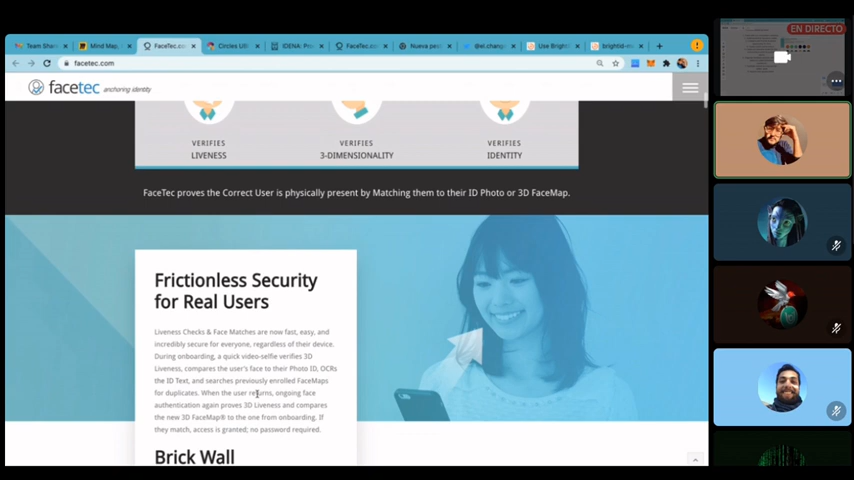 Team Shar
Mind Map,
FaceTec.co
Circles UBI
IDENA: Pro
FaceTec.co
Nueva pes
@el.chang
Use Bright
brightid-m
facetec.com
EN DIRECTO
facetec anchoring identity
VERIFIES
LIVENESS
VERIFIES
3-DIMENSIONALITY
VERIFIES
IDENTITY
FaceTec proves the Correct User is physically present by Matching them to their ID Photo or 3D FaceMap.
Frictionless Security
for Real Users
Liveness Checks & Face Matches are now fast, easy, and
incredibly secure for everyone, regardless of their device.
During onboarding, a quick video-selfie verifies 3D
Liveness, compares the user's face to their Photo ID, OCRs
the ID Text, and searches previously enrolled FaceMaps
for duplicates. When the user returns, ongoing face
authentication again proves 3D Liveness and compares
the new 3D FaceMap® to the one from onboarding. If
they match, access is granted; no password required.
Brick Wall